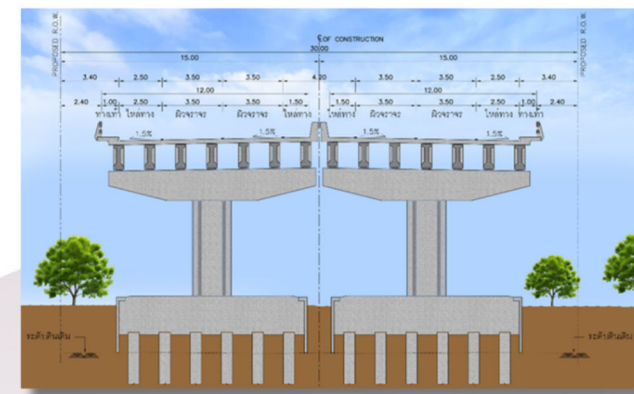 ℄ OF CONSTRUCTION
30.00
PROPOSED R.O.W.
15.00 15.00
PROPOSED R.O.W.
3.40 2.50 3.50 3.50 4.20 3.50 3.50 2.50 3.40
12.00 12.00
2.40 1.00 2.50 3.50 3.50 1.50 1.50 3.50 3.50 2.50 1.00 2.40
ทางเท้า ไหล่ทาง ผิวจราจร ผิวจราจร ไหล่ทาง ไหล่ทาง ผิวจราจร ผิวจราจร ไหล่ทาง ทางเท้า
1.5% 1.5% 1.5% 1.5%
ระดับดินเดิม ระดับดินเดิม